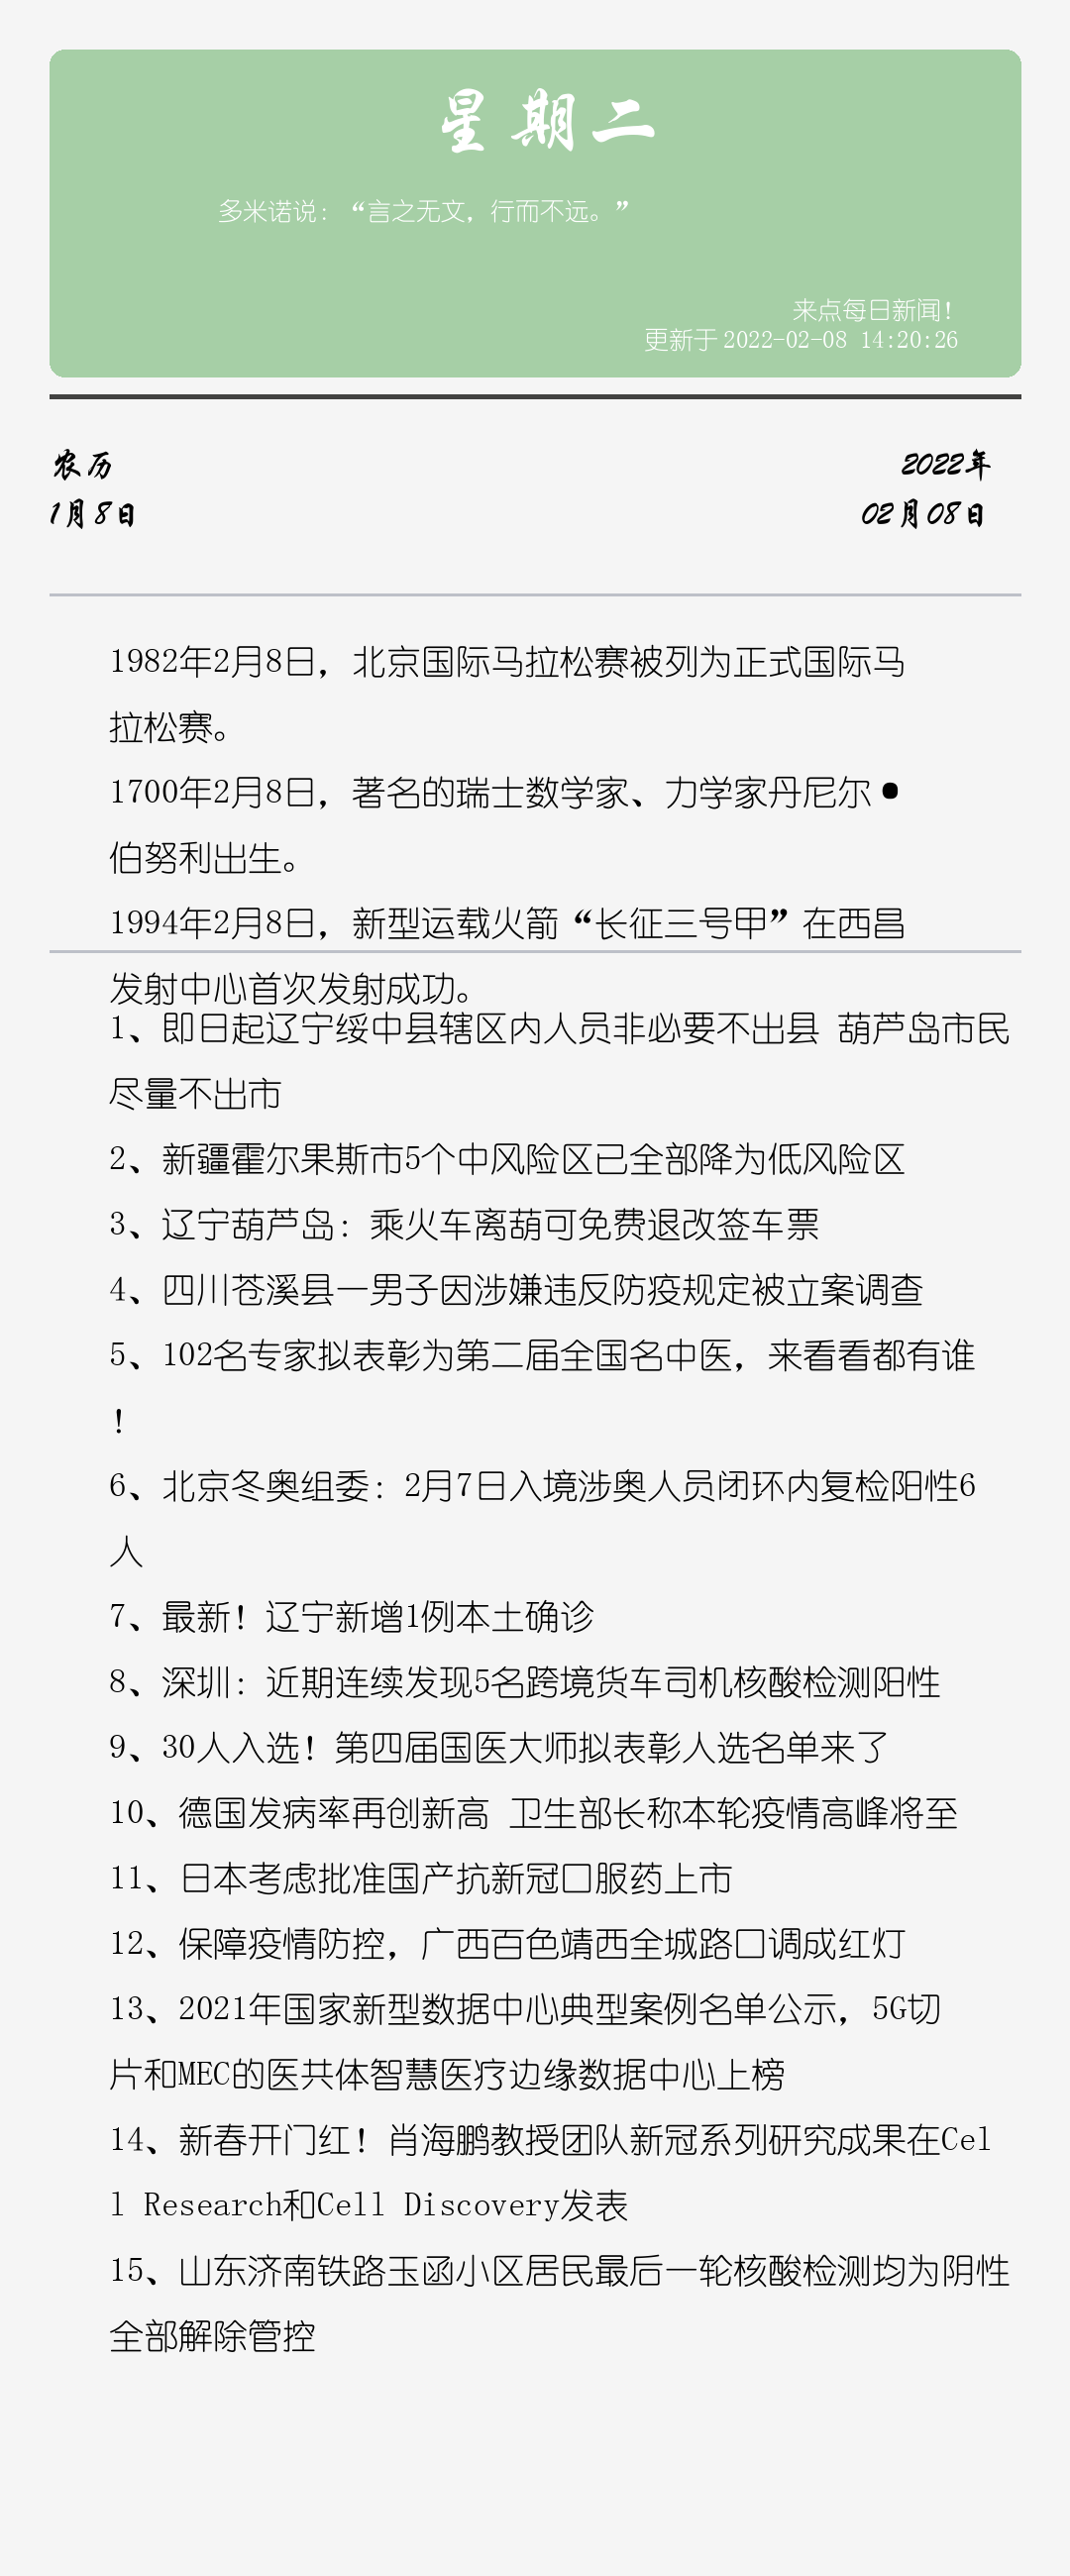 星期二
多米诺说：“言之无文，行而不远。”
来点每日新闻！
更新于 2022-02-08 14:20:26
农历
2022年
1月8日
02月08日
1982年2月8日，北京国际马拉松赛被列为正式国际马
拉松赛。
1700年2月8日，著名的瑞士数学家、力学家丹尼尔•
伯努利出生。
1994年2月8日，新型运载火箭“长征三号甲”在西昌
发射中心首次发射成功。
1、即日起辽宁绥中县辖区内人员非必要不出县 葫芦岛市民
尽量不出市
2、新疆霍尔果斯市5个中风险区已全部降为低风险区
3、辽宁葫芦岛：乘火车离葫可免费退改签车票
4、四川苍溪县一男子因涉嫌违反防疫规定被立案调查
5、102名专家拟表彰为第二届全国名中医，来看看都有谁
！
6、北京冬奥组委：2月7日入境涉奥人员闭环内复检阳性6
人
7、最新！辽宁新增1例本土确诊
8、深圳：近期连续发现5名跨境货车司机核酸检测阳性
9、30人入选！第四届国医大师拟表彰人选名单来了
10、德国发病率再创新高 卫生部长称本轮疫情高峰将至
11、日本考虑批准国产抗新冠口服药上市
12、保障疫情防控，广西百色靖西全城路口调成红灯
13、2021年国家新型数据中心典型案例名单公示，5G切
片和MEC的医共体智慧医疗边缘数据中心上榜
14、新春开门红！肖海鹏教授团队新冠系列研究成果在Cel
l Research和Cell Discovery发表
15、山东济南铁路玉函小区居民最后一轮核酸检测均为阴性
全部解除管控